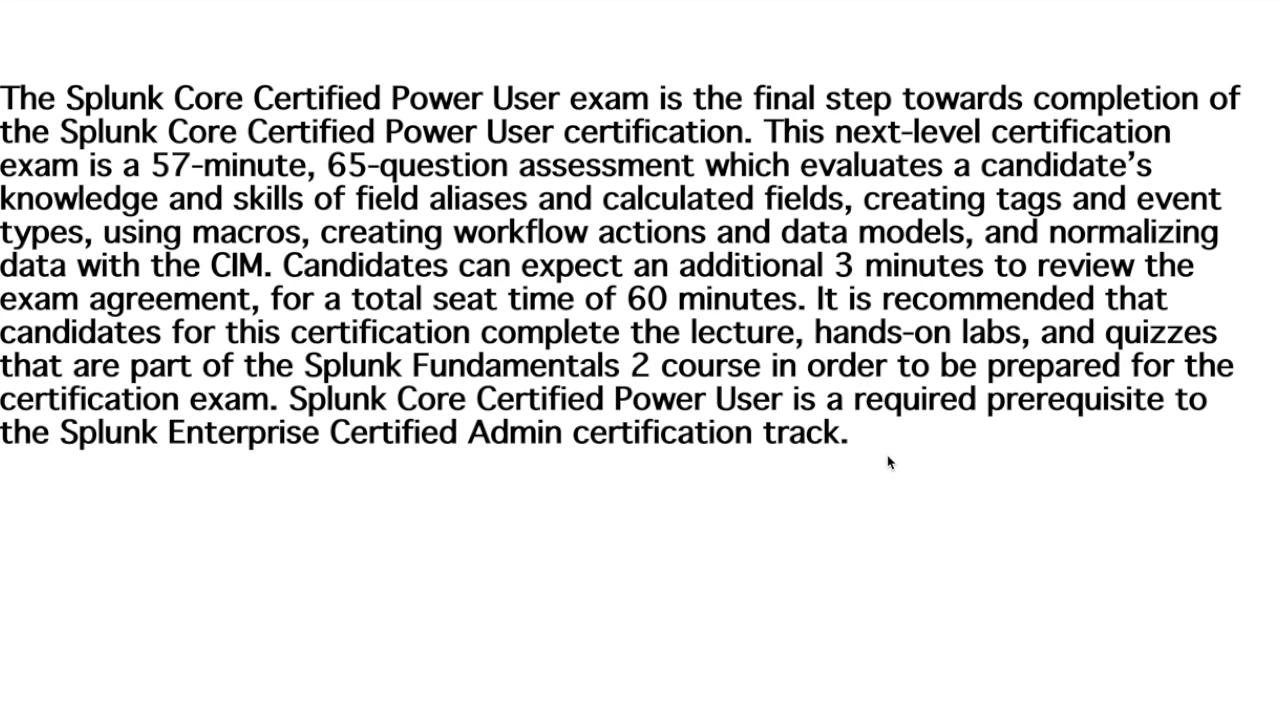 The Splunk Core Certified Power User exam is the final step towards completion of
the Splunk Core Certified Power User certification. This next-level certification
exam is a 57-minute, 65-question assessment which evaluates a candidate’s
knowledge and skills of field aliases and calculated fields, creating tags and event
types, using macros, creating workflow actions and data models, and normalizing
data with the CIM. Candidates can expect an additional 3 minutes to review the
exam agreement, for a total seat time of 60 minutes. It is recommended that
candidates for this certification complete the lecture, hands-on labs, and quizzes
that are part of the Splunk Fundamentals 2 course in order to be prepared for the
certification exam. Splunk Core Certified Power User is a required prerequisite to
the Splunk Enterprise Certified Admin certification track.